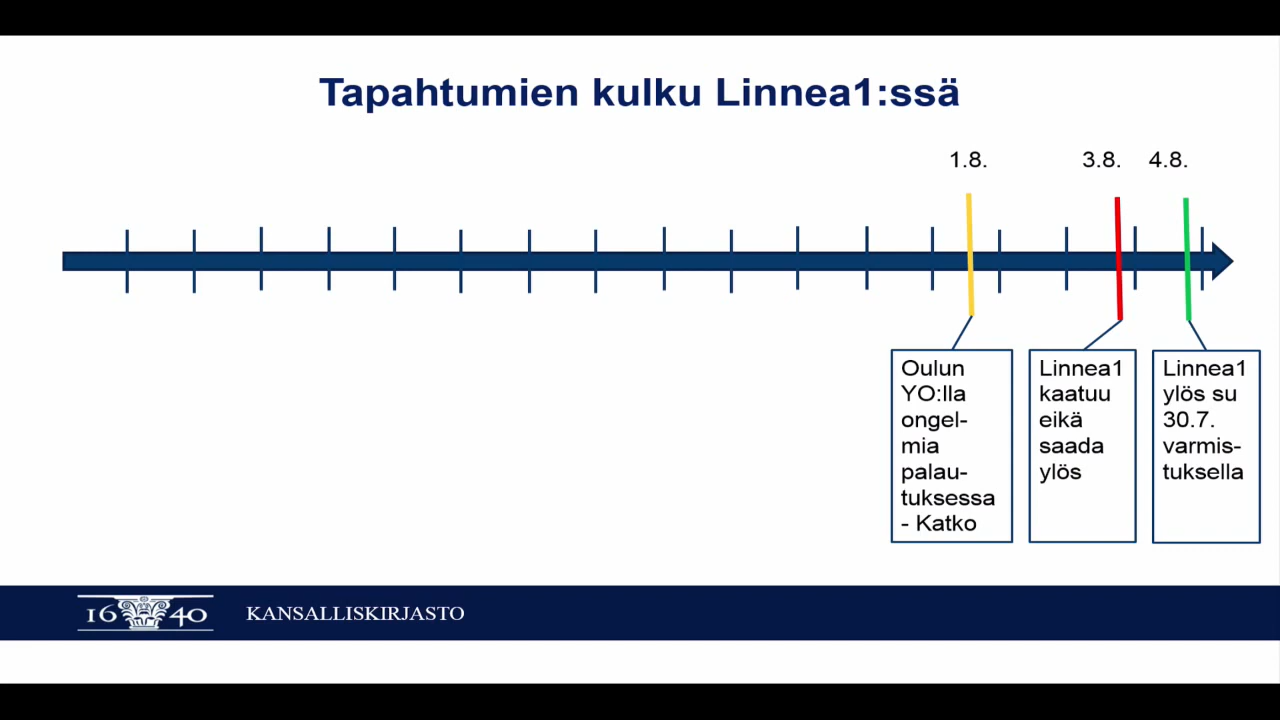 Tapahtumien kulku Linnea1:ssä
1.8.
3.8.
4.8.
Oulun
YO:lla
ongel-
mia
palau-
tuksessa
- Katko
Linnea1
kaatuu
eikä
saada
ylös
Linnea1
ylös su
30.7.
varmis-
tuksella
16 40
KANSALLISKIRJASTO